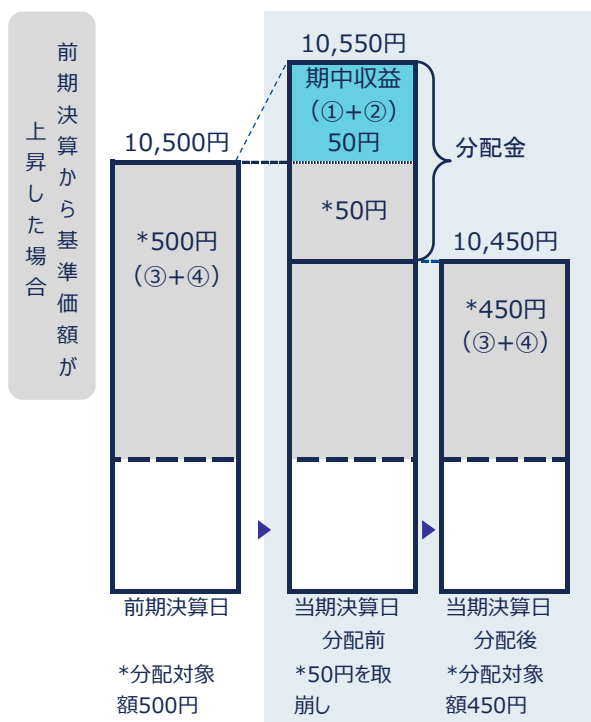 前期決算から基準価額が
上昇した場合
10,500円
*500円
（③+④）
10,550円
期中収益
（①+②）
50円
*50円
分配金
10,450円
*450円
（③+④）
前期決算日
*分配対象
額500円
当期決算日
分配前
*50円を取
崩し
当期決算日
分配後
*分配対象
額450円